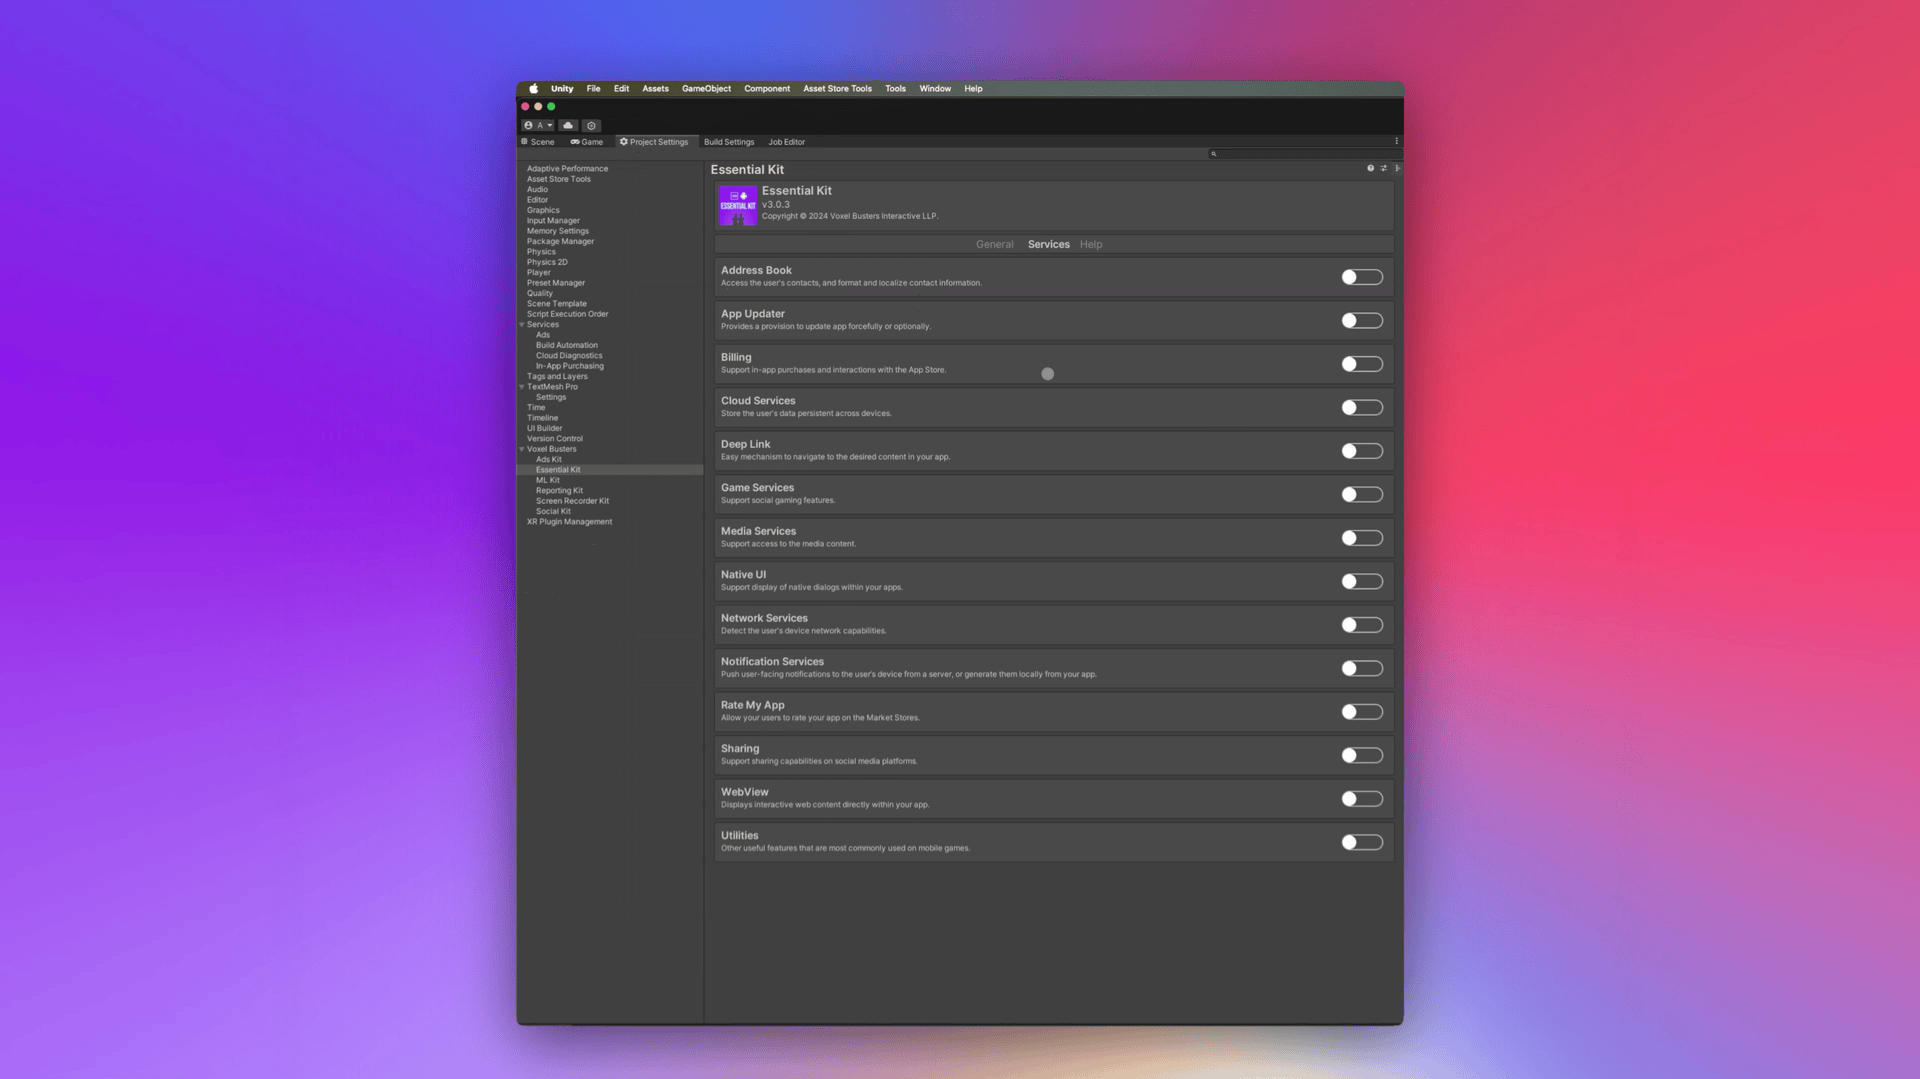 Unity File Edit Assets GameObject Component Asset Store Tools Tools Window Help
A
Scene Game Project Settings Build Settings Job Editor
Adaptive Performance
Asset Store Tools
Audio
Editor
Graphics
Input Manager
Memory Settings
Package Manager
Physics
Physics 2D
Player
Preset Manager
Quality
Scene Template
Script Execution Order
Services
Ads
Build Automation
Cloud Diagnostics
In-App Purchasing
Tags and Layers
TextMesh Pro
Settings
Time
Timeline
UI Builder
Version Control
Voxel Busters
Ads Kit
Essential Kit
ML Kit
Reporting Kit
Screen Recorder Kit
Social Kit
XR Plugin Management
Essential Kit
ESSENTIAL KIT
Essential Kit
v3.0.3
Copyright © 2024 Voxel Busters Interactive LLP.
General Services Help
Address Book
Access the user's contacts, and format and localize contact information.
App Updater
Provides a provision to update app forcefully or optionally.
Billing
Support in-app purchases and interactions with the App Store.
Cloud Services
Store the user's data persistent across devices.
Deep Link
Easy mechanism to navigate to the desired content in your app.
Game Services
Support social gaming features.
Media Services
Support access to the media content.
Native UI
Support display of native dialogs within your apps.
Network Services
Detect the user's device network capabilities.
Notification Services
Push user-facing notifications to the user's device from a server, or generate them locally from your app.
Rate My App
Allow your users to rate your app on the Market Stores.
Sharing
Support sharing capabilities on social media platforms.
WebView
Displays interactive web content directly within your app.
Utilities
Other useful features that are most commonly used on mobile games.